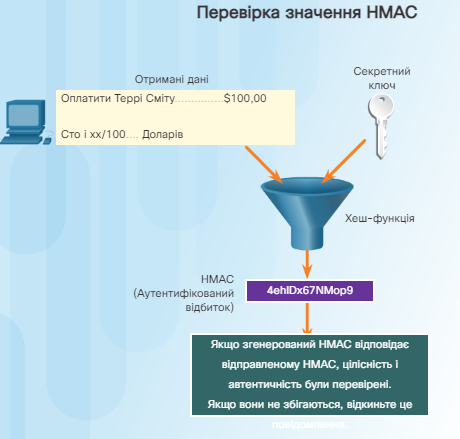 Перевірка значення HMAC
Отримані дані
Секретний
ключ
Оплатити Террі Сміту...............$100,00
Сто і хх/100.... Доларів
Хеш-функція
HMAC
(Аутентифікований
відбиток)
4ehIDx67NMop9
Якщо згенерований HMAC відповідає
відправленому HMAC, цілісність і
автентичність були перевірені.
Якщо вони не збігаються, відкиньте це
повідомлення.